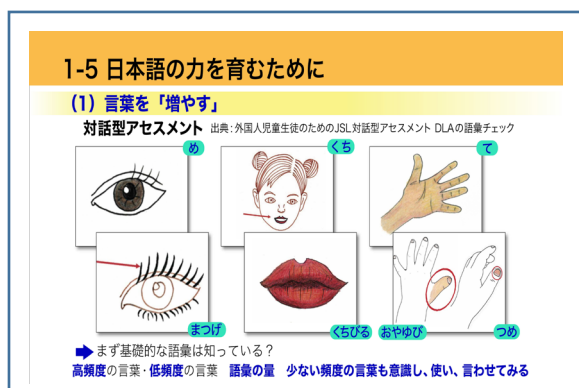 1-5 日本語の力を育むために
(1) 言葉を「増やす」
対話型アセスメント 出典：外国人児童生徒のためのJSL対話型アセスメント DLAの語彙チェック
め
くち
て
まつげ
くちびる
おやゆび
つめ
➡まず基礎的な語彙は知っている？
高頻度の言葉・低頻度の言葉 語彙の量 少ない頻度の言葉も意識し、使い、言わせてみる